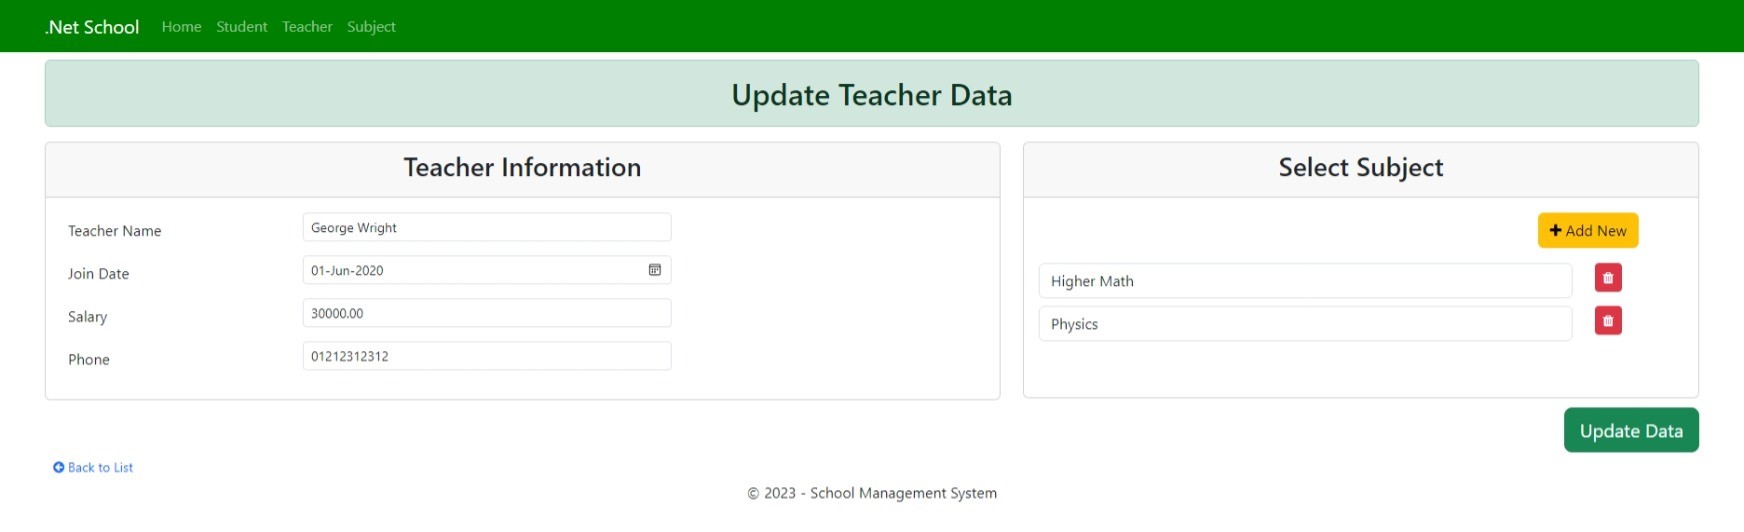 .Net School Home Student Teacher Subject
Update Teacher Data
Teacher Information
Teacher Name George Wright
Join Date 01-Jun-2020
Salary 30000.00
Phone 01212312312
Select Subject
Add New
Higher Math
Physics
Update Data
Back to List
© 2023 - School Management System